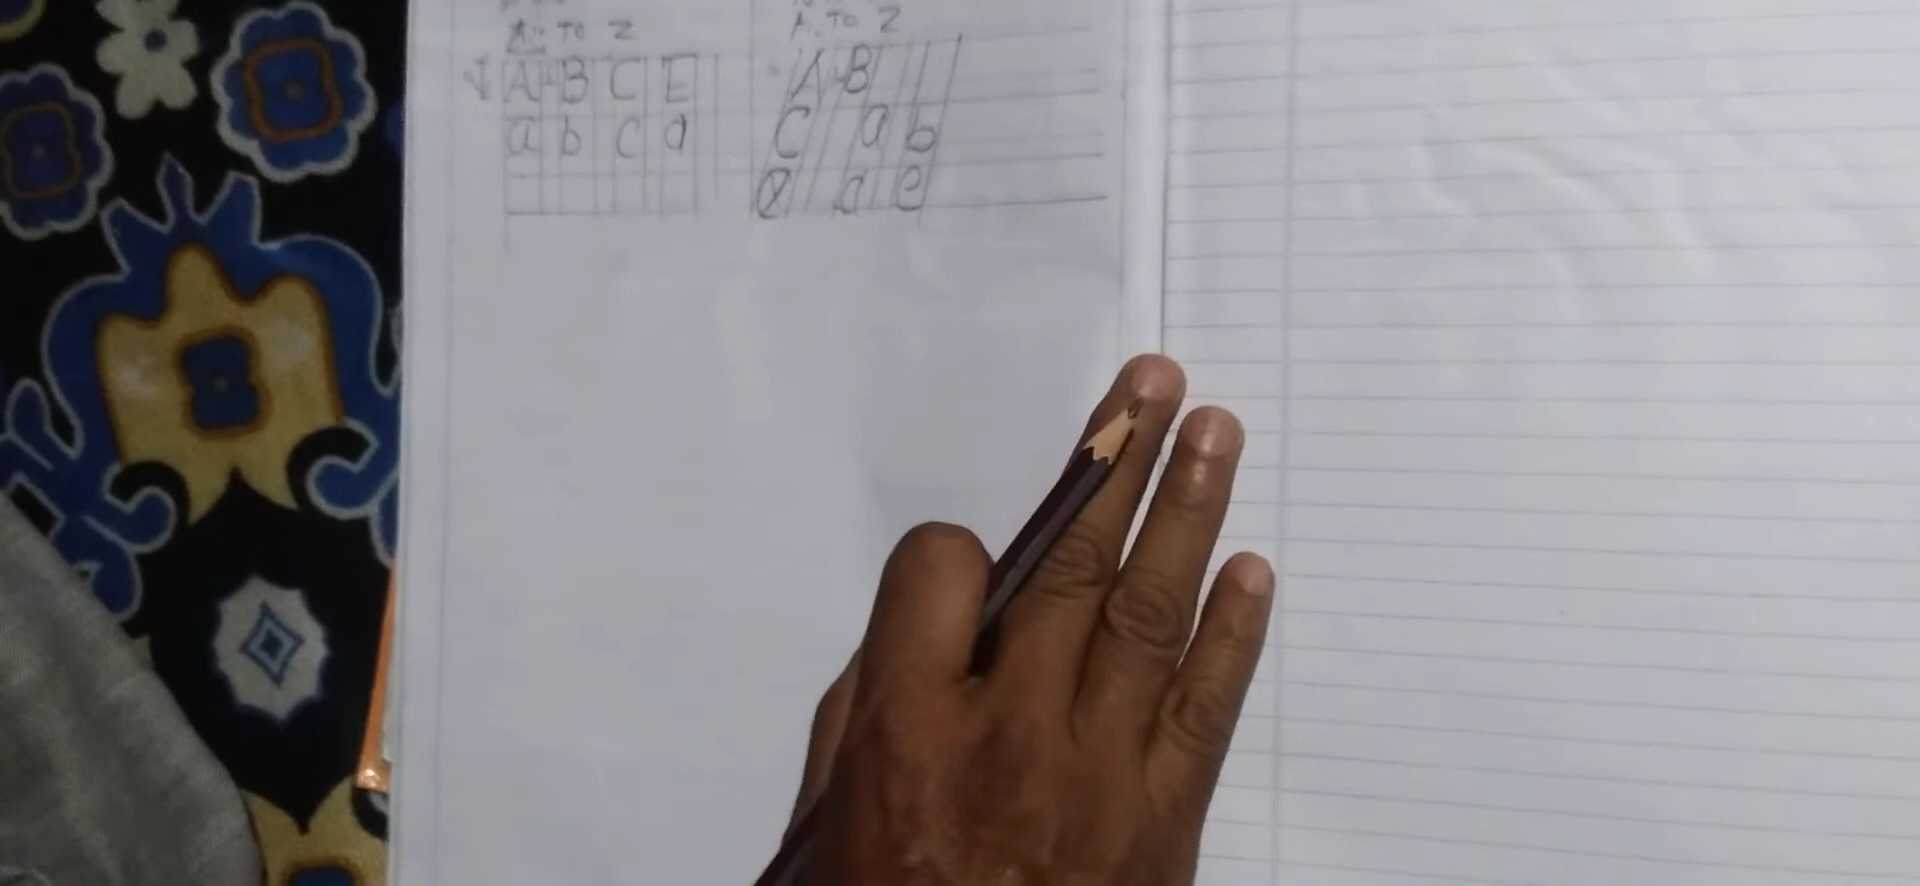 A TO Z
A B C E
a b c d
A. TO Z
A B
C a b
d e